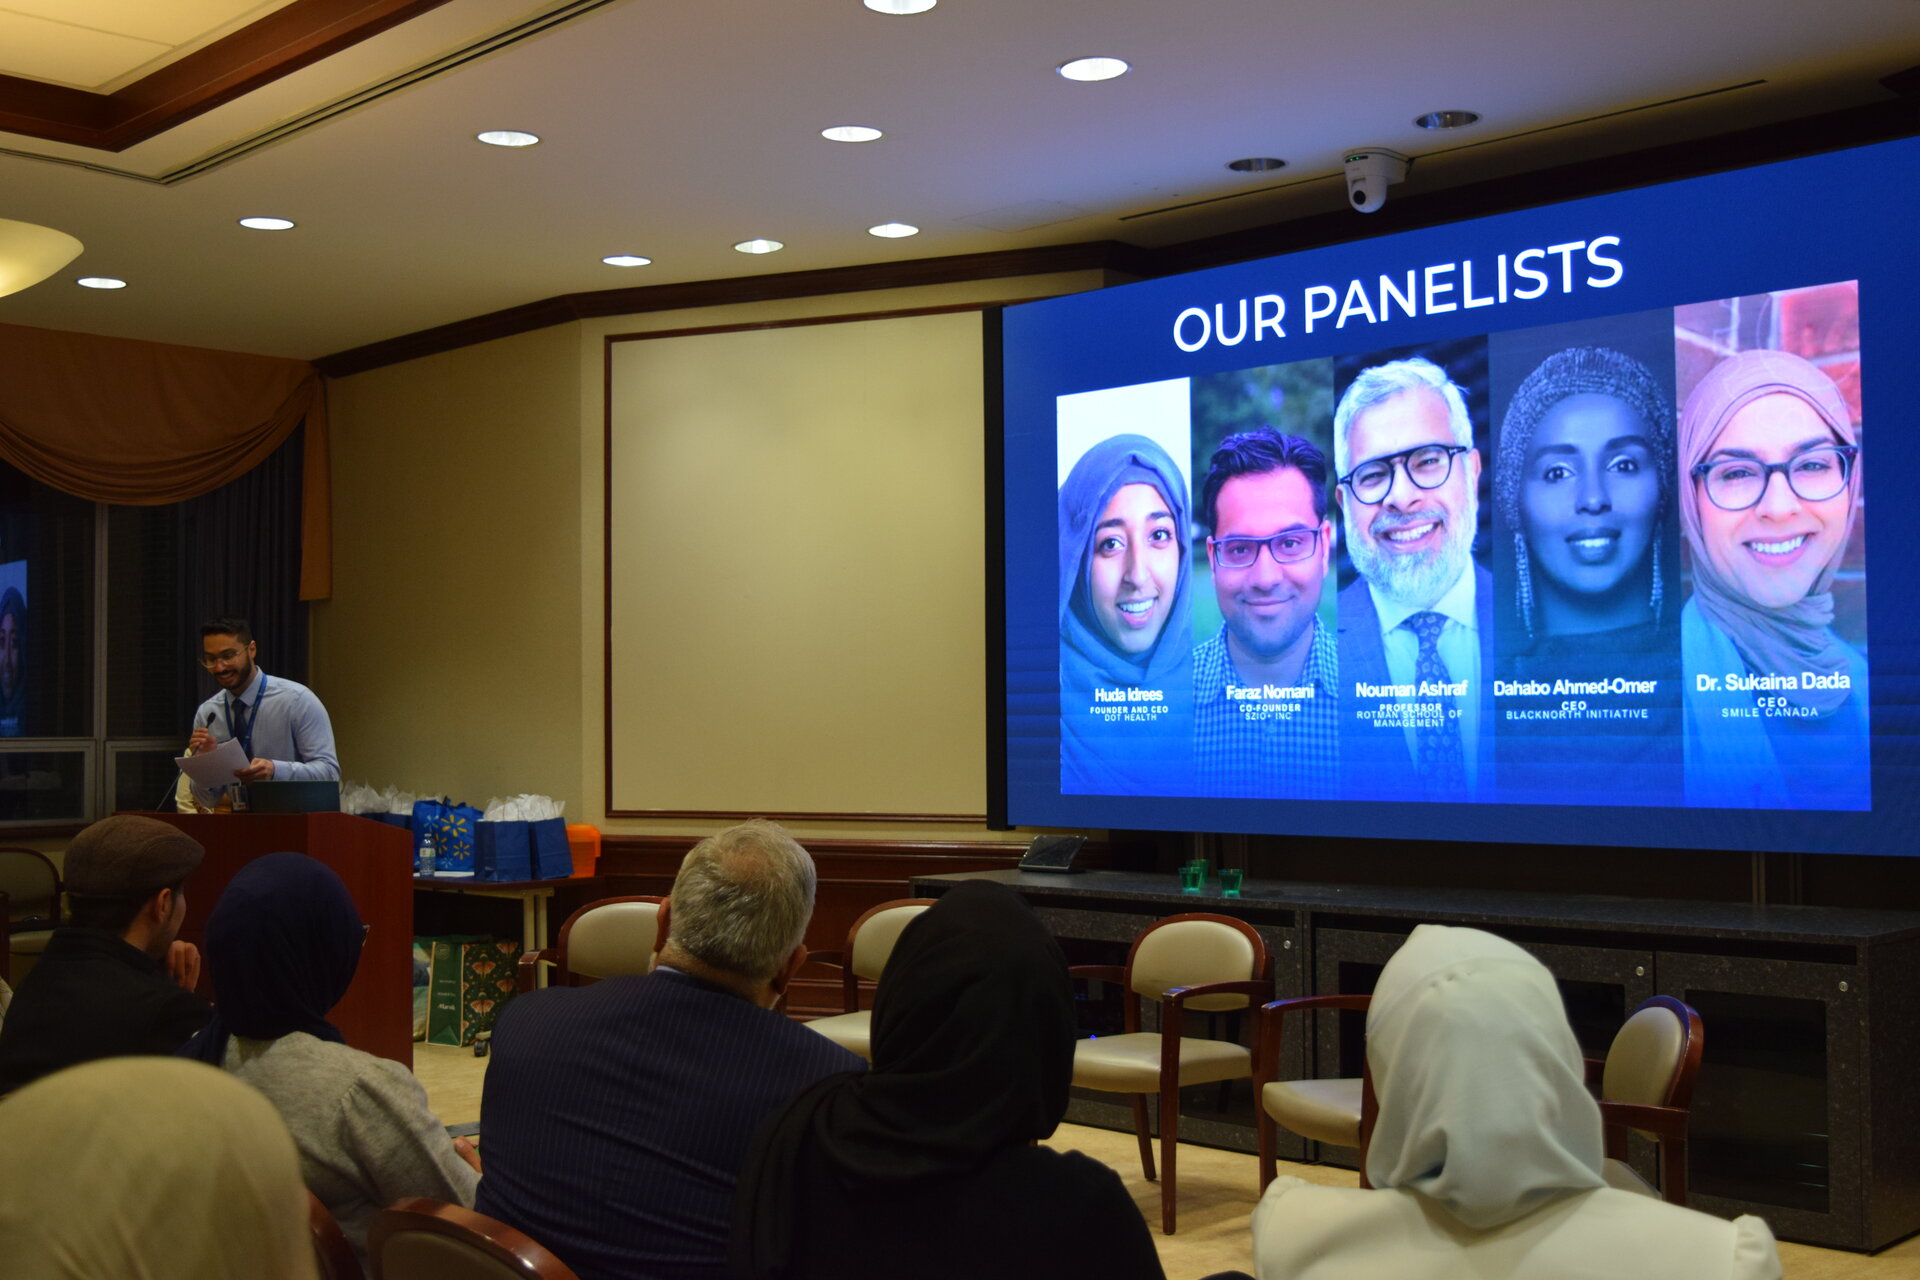 OUR PANELISTS
Huda Idrees
FOUNDER AND CEO
DOT HEALTH
Faraz Nomani
CO-FOUNDER
SZIO+ INC
Nouman Ashraf
PROFESSOR
ROTMAN SCHOOL OF
MANAGEMENT
Dahabo Ahmed-Omer
CEO
BLACKNORTH INITIATIVE
Dr. Sukaina Dada
CEO
SMILE CANADA